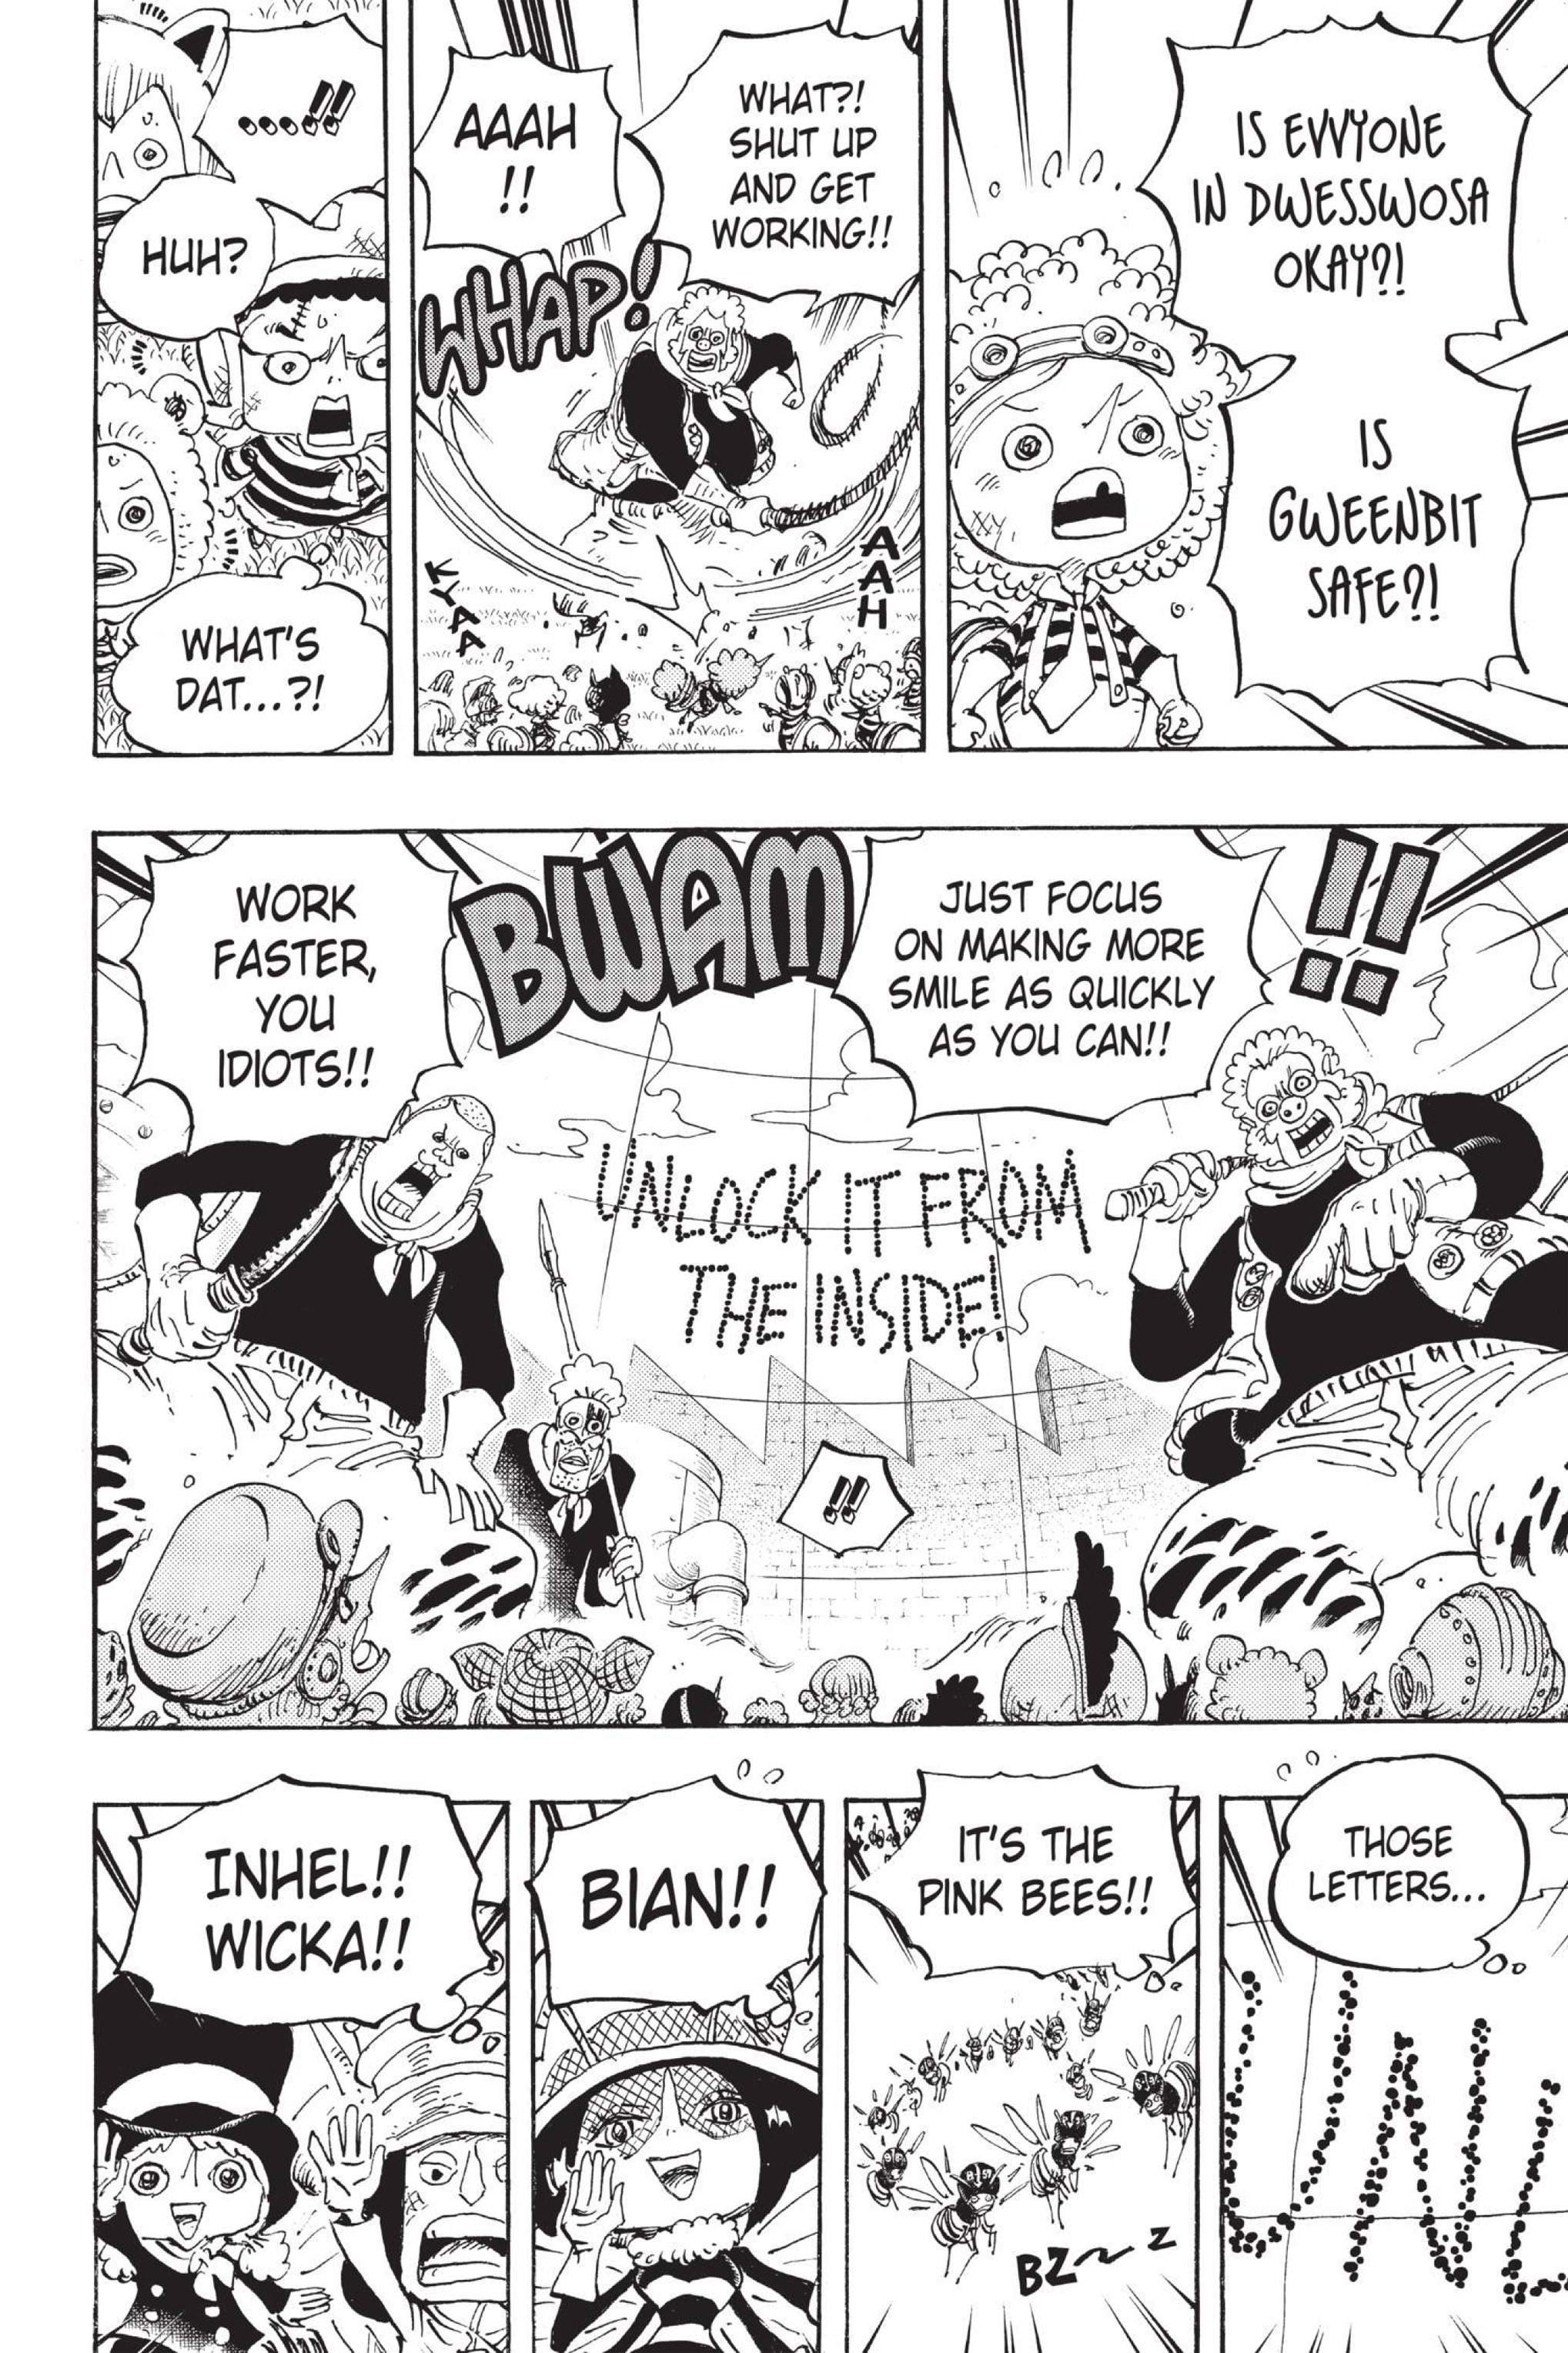 IS EVVYONE
IN DWESSWOSA
OKAY?!
IS
GWEENBIT
SAFE?!
WHAT?!
SHUT UP
AND GET
WORKING!!
AAAH
!!
WHAP!
AAH
KYAA
....!!
HUH?
WHAT'S
DAT...?!
!!
JUST FOCUS
ON MAKING MORE
SMILE AS QUICKLY
AS YOU CAN!!
BWAM
WORK
FASTER,
YOU
IDIOTS!!
UNLOCK IT FROM
THE INSIDE!
!!
THOSE
LETTERS...
UNL
IT'S THE
PINK BEES!!
BZ~ Z
BIAN!!
INHEL!!
WICKA!!